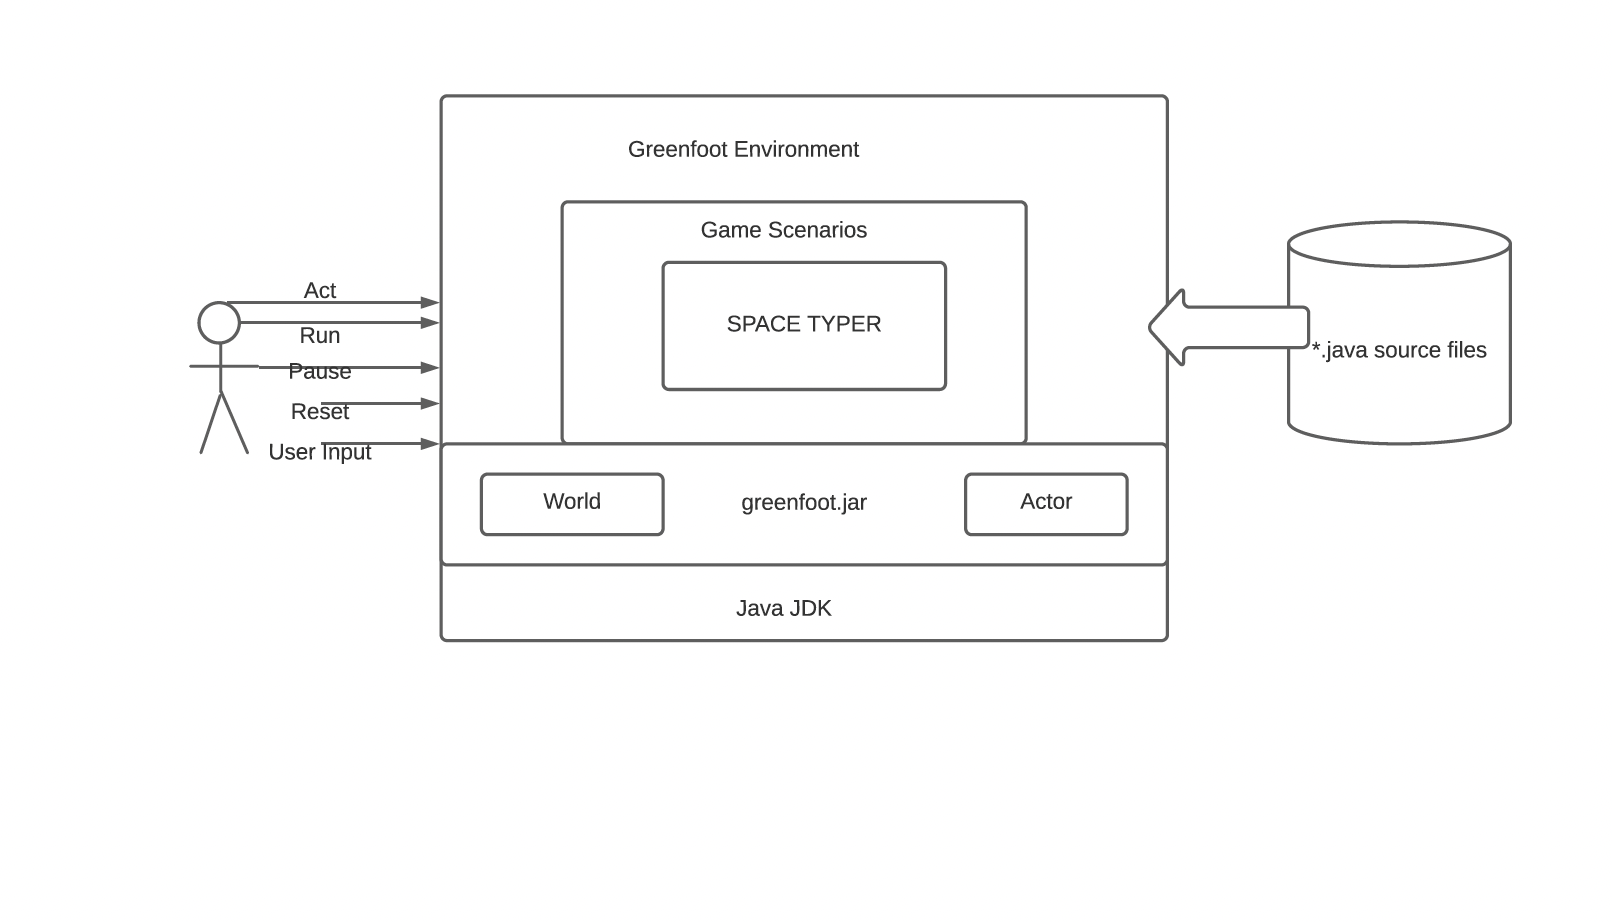 Greenfoot Environment
Game Scenarios
SPACE TYPER
Act
Run
Pause
Reset
User Input
*.java source files
World
greenfoot.jar
Actor
Java JDK